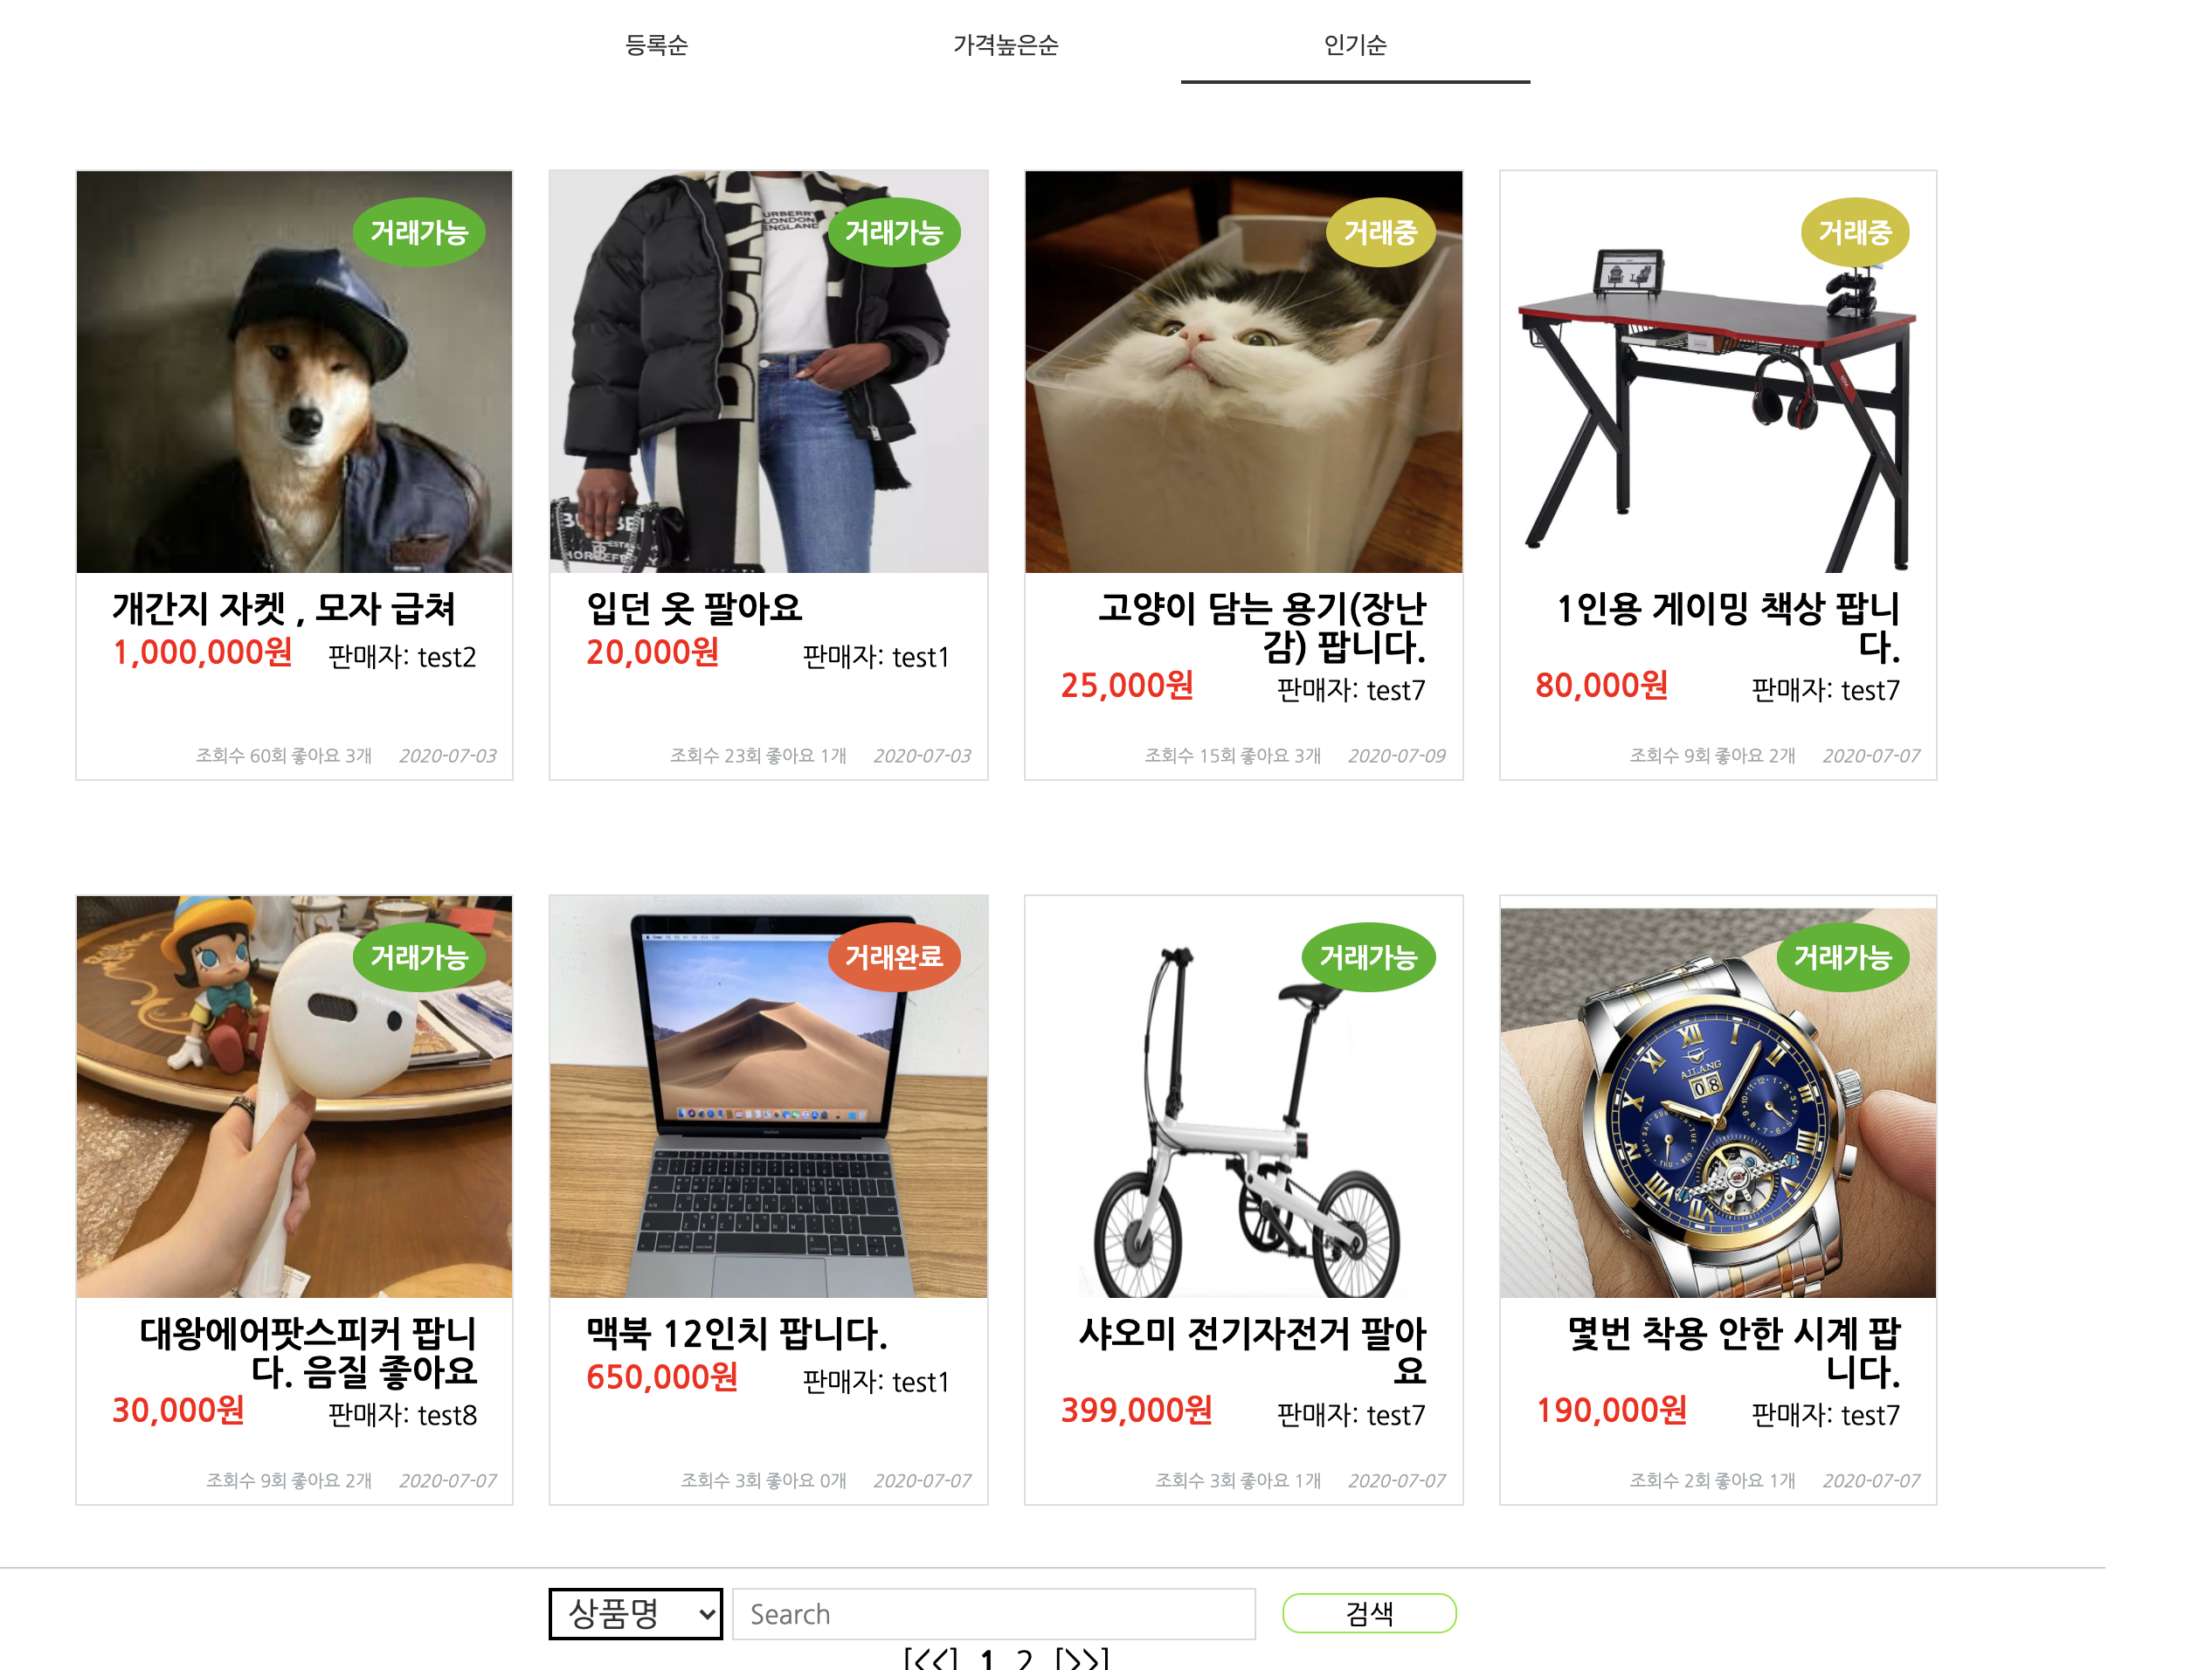 등록순
가격높은순
인기순
거래가능
URBERRY
LONDON
ENGLAND
거래가능
거래중
거래중
개간지 자켓 , 모자 급쳐
1,000,000원
판매자: test2
조회수 60회 좋아요 3개
2020-07-03
입던 옷 팔아요
20,000원
판매자: test1
조회수 23회 좋아요 1개
2020-07-03
고양이 담는 용기(장난
감) 팝니다.
25,000원
판매자: test7
조회수 15회 좋아요 3개
2020-07-09
1인용 게이밍 책상 팝니
다.
80,000원
판매자: test7
조회수 9회 좋아요 2개
2020-07-07
거래가능
거래완료
거래가능
거래가능
XII
I
II
III
XI
X
AILANG
08
대왕에어팟스피커 팝니
다. 음질 좋아요
30,000원
판매자: test8
조회수 9회 좋아요 2개
2020-07-07
맥북 12인치 팝니다.
650,000원
판매자: test1
조회수 3회 좋아요 0개
2020-07-07
샤오미 전기자전거 팔아
요
399,000원
판매자: test7
조회수 3회 좋아요 1개
2020-07-07
몇번 착용 안한 시계 팝
니다.
190,000원
판매자: test7
조회수 2회 좋아요 1개
2020-07-07
상품명
Search
검색
[<<] 1 2 [>>]